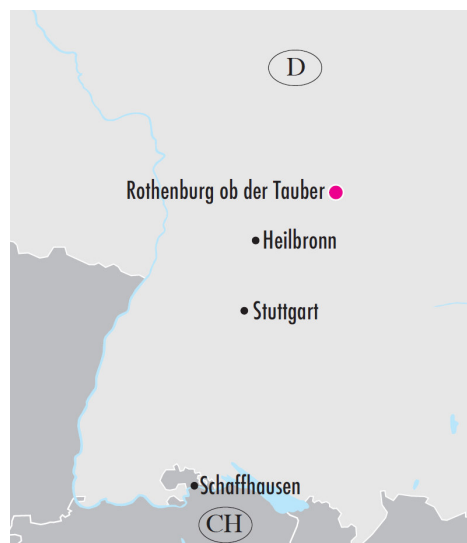 D
Rothenburg ob der Tauber
Heilbronn
Stuttgart
Schaffhausen
CH